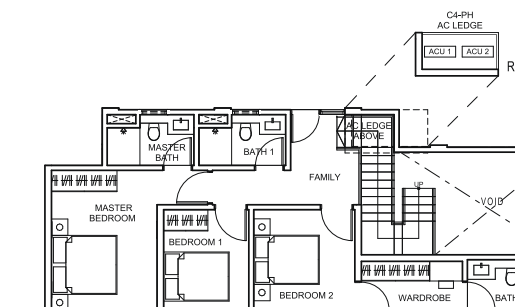 C4-PH
AC LEDGE
ACU 1
ACU 2
R
AC LEDGE
ABOVE
MASTER
BATH
BATH 1
FAMILY
UP
VOID
MASTER
BEDROOM
BEDROOM 1
BEDROOM 2
WARDROBE
BATH